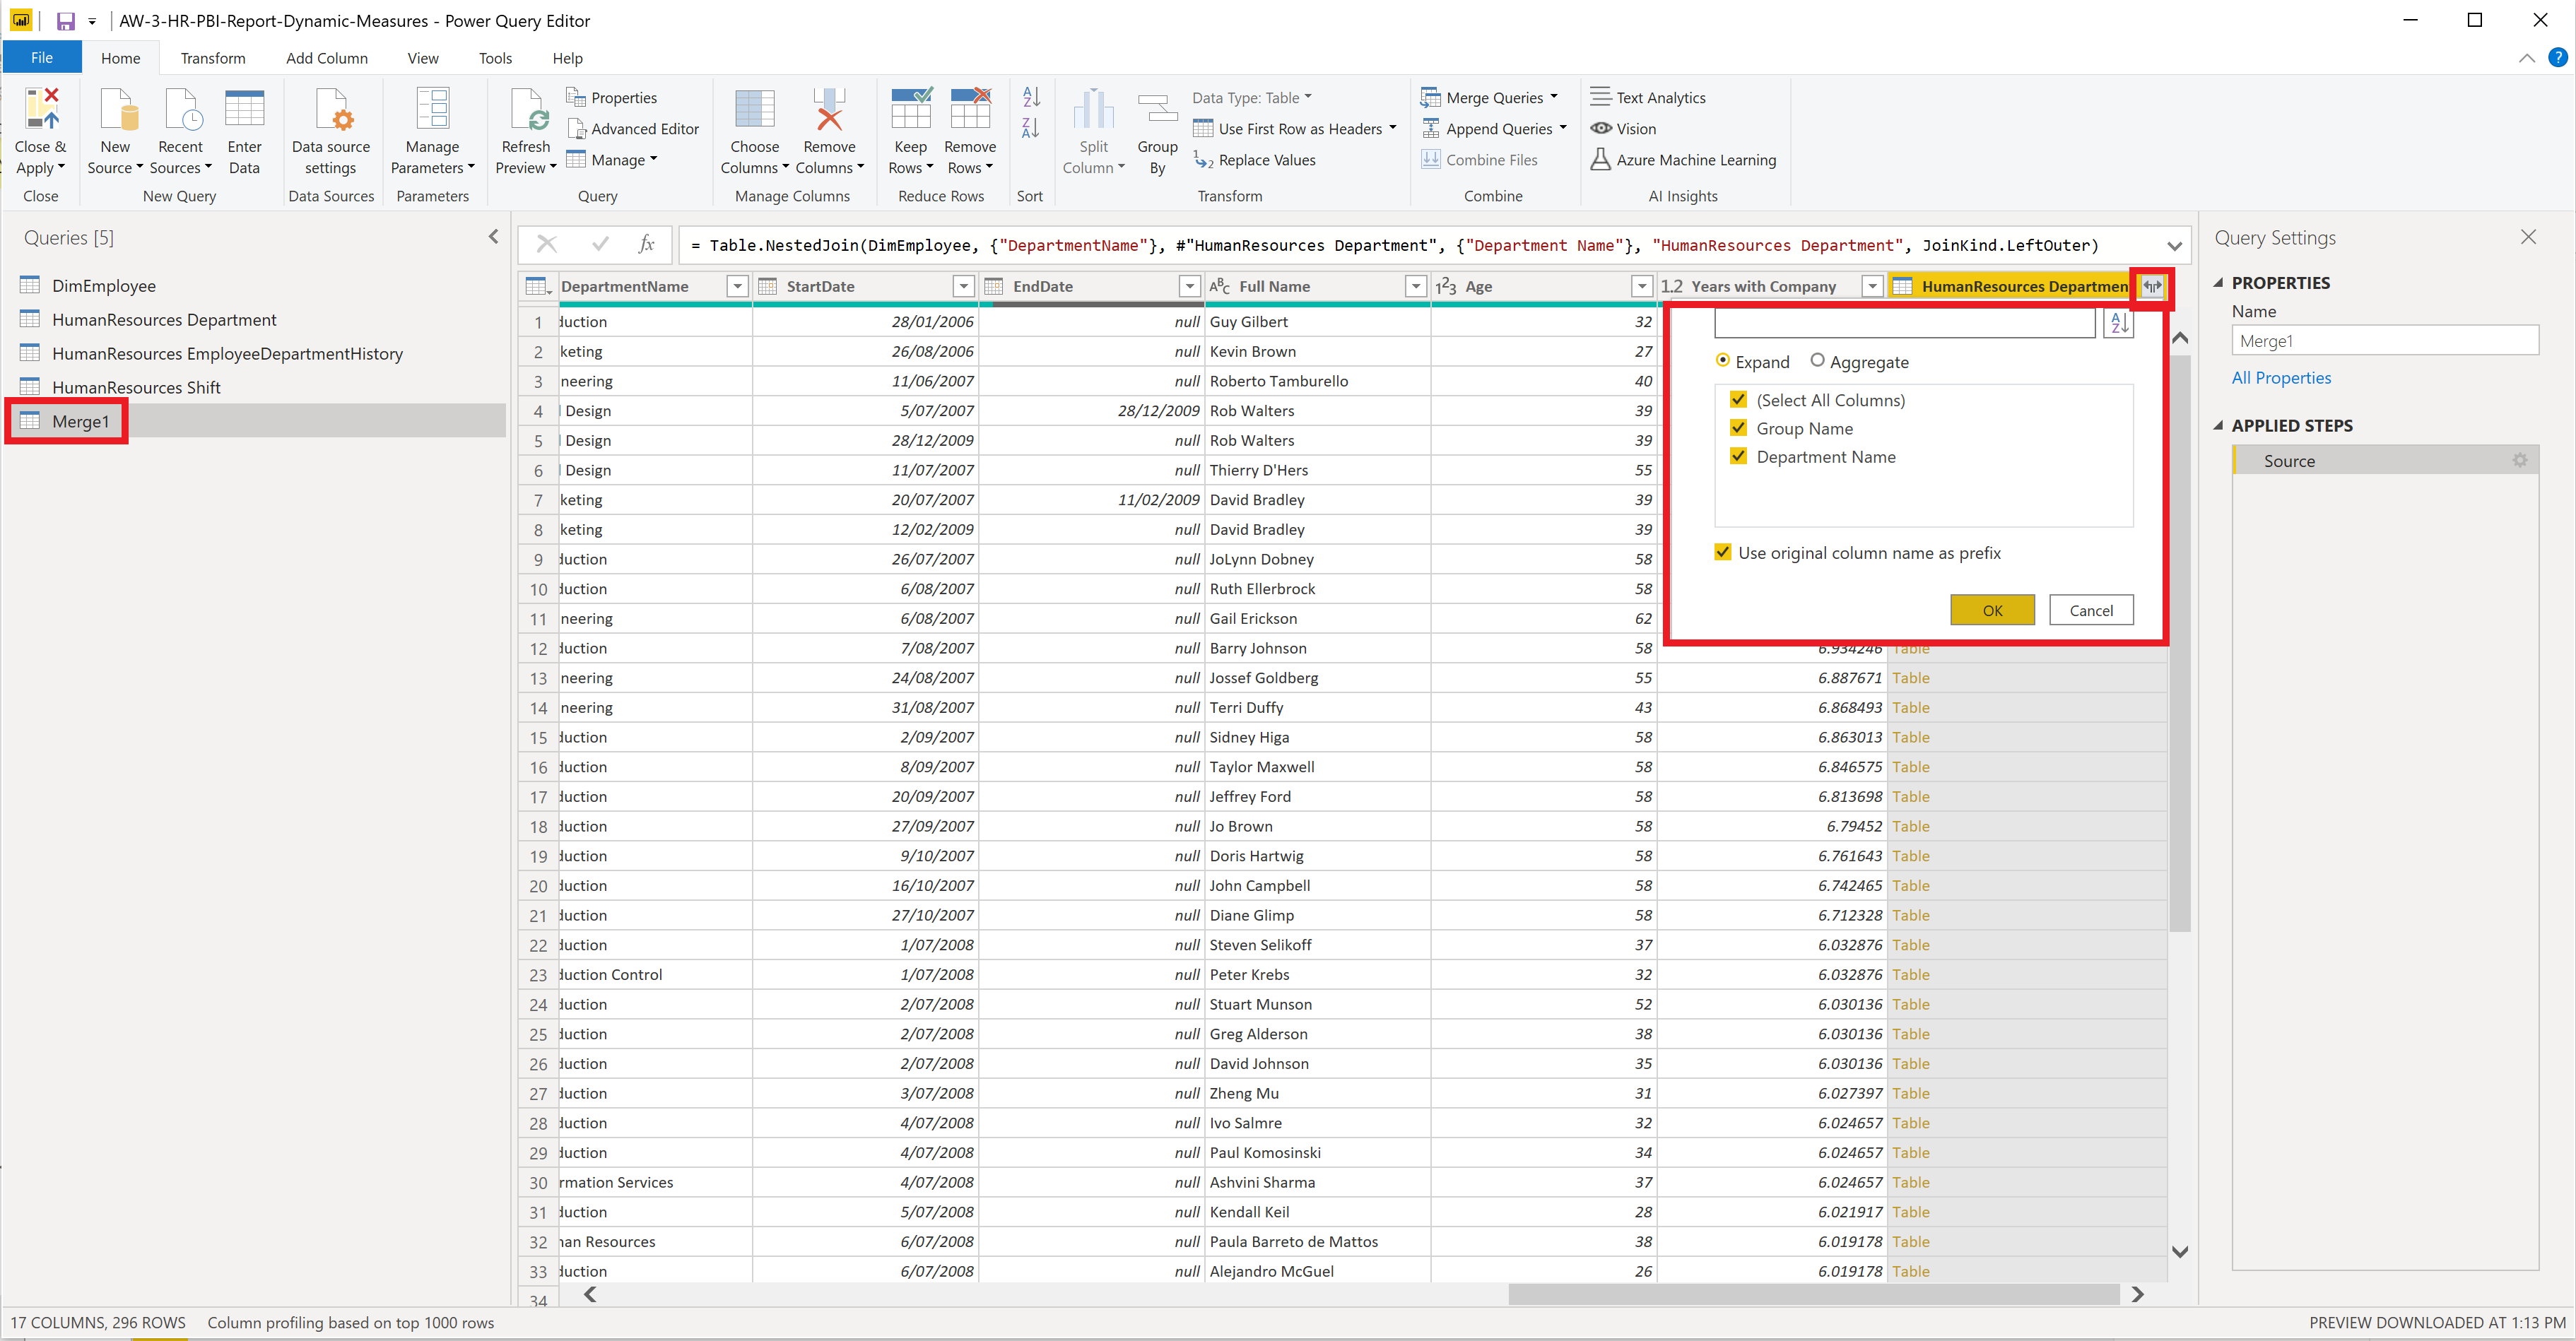 AW-3-HR-PBI-Report-Dynamic-Measures - Power Query Editor
File Home Transform Add Column View Tools Help
Close & Apply
New Source
Recent Sources
Enter Data
Data source settings
Manage Parameters
Refresh Preview
Properties
Advanced Editor
Manage
Choose Columns
Remove Columns
Keep Rows
Remove Rows
Split Column
Group By
Data Type: Table
Use First Row as Headers
Replace Values
Merge Queries
Append Queries
Combine Files
Text Analytics
Vision
Azure Machine Learning
Close New Query Data Sources Parameters Query Manage Columns Reduce Rows Sort Transform Combine AI Insights
Queries [5]
DimEmployee
HumanResources Department
HumanResources EmployeeDepartmentHistory
HumanResources Shift
Merge1
fx = Table.NestedJoin(DimEmployee, {"DepartmentName"}, #"HumanResources Department", {"Department Name"}, "HumanResources Department", JoinKind.LeftOuter)
DepartmentName StartDate EndDate ABC Full Name 123 Age 1.2 Years with Company HumanResources Departmen
1 duction 28/01/2006 null Guy Gilbert 32
2 keting 26/08/2006 null Kevin Brown 27
3 neering 11/06/2007 null Roberto Tamburello 40
4 l Design 5/07/2007 28/12/2009 Rob Walters 39
5 l Design 28/12/2009 null Rob Walters 39
6 l Design 11/07/2007 null Thierry D'Hers 55
7 keting 20/07/2007 11/02/2009 David Bradley 39
8 keting 12/02/2009 null David Bradley 39
9 duction 26/07/2007 null JoLynn Dobney 58
10 duction 6/08/2007 null Ruth Ellerbrock 58
11 neering 6/08/2007 null Gail Erickson 62
12 duction 7/08/2007 null Barry Johnson 58 6.934246 Table
13 neering 24/08/2007 null Jossef Goldberg 55 6.887671 Table
14 neering 31/08/2007 null Terri Duffy 43 6.868493 Table
15 duction 2/09/2007 null Sidney Higa 58 6.863013 Table
16 duction 8/09/2007 null Taylor Maxwell 58 6.846575 Table
17 duction 20/09/2007 null Jeffrey Ford 58 6.813698 Table
18 duction 27/09/2007 null Jo Brown 58 6.79452 Table
19 duction 9/10/2007 null Doris Hartwig 58 6.761643 Table
20 duction 16/10/2007 null John Campbell 58 6.742465 Table
21 duction 27/10/2007 null Diane Glimp 58 6.712328 Table
22 duction 1/07/2008 null Steven Selikoff 37 6.032876 Table
23 duction Control 1/07/2008 null Peter Krebs 32 6.032876 Table
24 duction 2/07/2008 null Stuart Munson 52 6.030136 Table
25 duction 2/07/2008 null Greg Alderson 38 6.030136 Table
26 duction 2/07/2008 null David Johnson 35 6.030136 Table
27 duction 3/07/2008 null Zheng Mu 31 6.027397 Table
28 duction 4/07/2008 null Ivo Salmre 32 6.024657 Table
29 duction 4/07/2008 null Paul Komosinski 34 6.024657 Table
30 rmation Services 4/07/2008 null Ashvini Sharma 37 6.024657 Table
31 duction 5/07/2008 null Kendall Keil 28 6.021917 Table
32 nan Resources 6/07/2008 null Paula Barreto de Mattos 38 6.019178 Table
33 duction 6/07/2008 null Alejandro McGuel 26 6.019178 Table
34
Expand Aggregate
(Select All Columns)
Group Name
Department Name
Use original column name as prefix
OK Cancel
Query Settings
PROPERTIES
Name
Merge1
All Properties
APPLIED STEPS
Source
17 COLUMNS, 296 ROWS Column profiling based on top 1000 rows
PREVIEW DOWNLOADED AT 1:13 PM